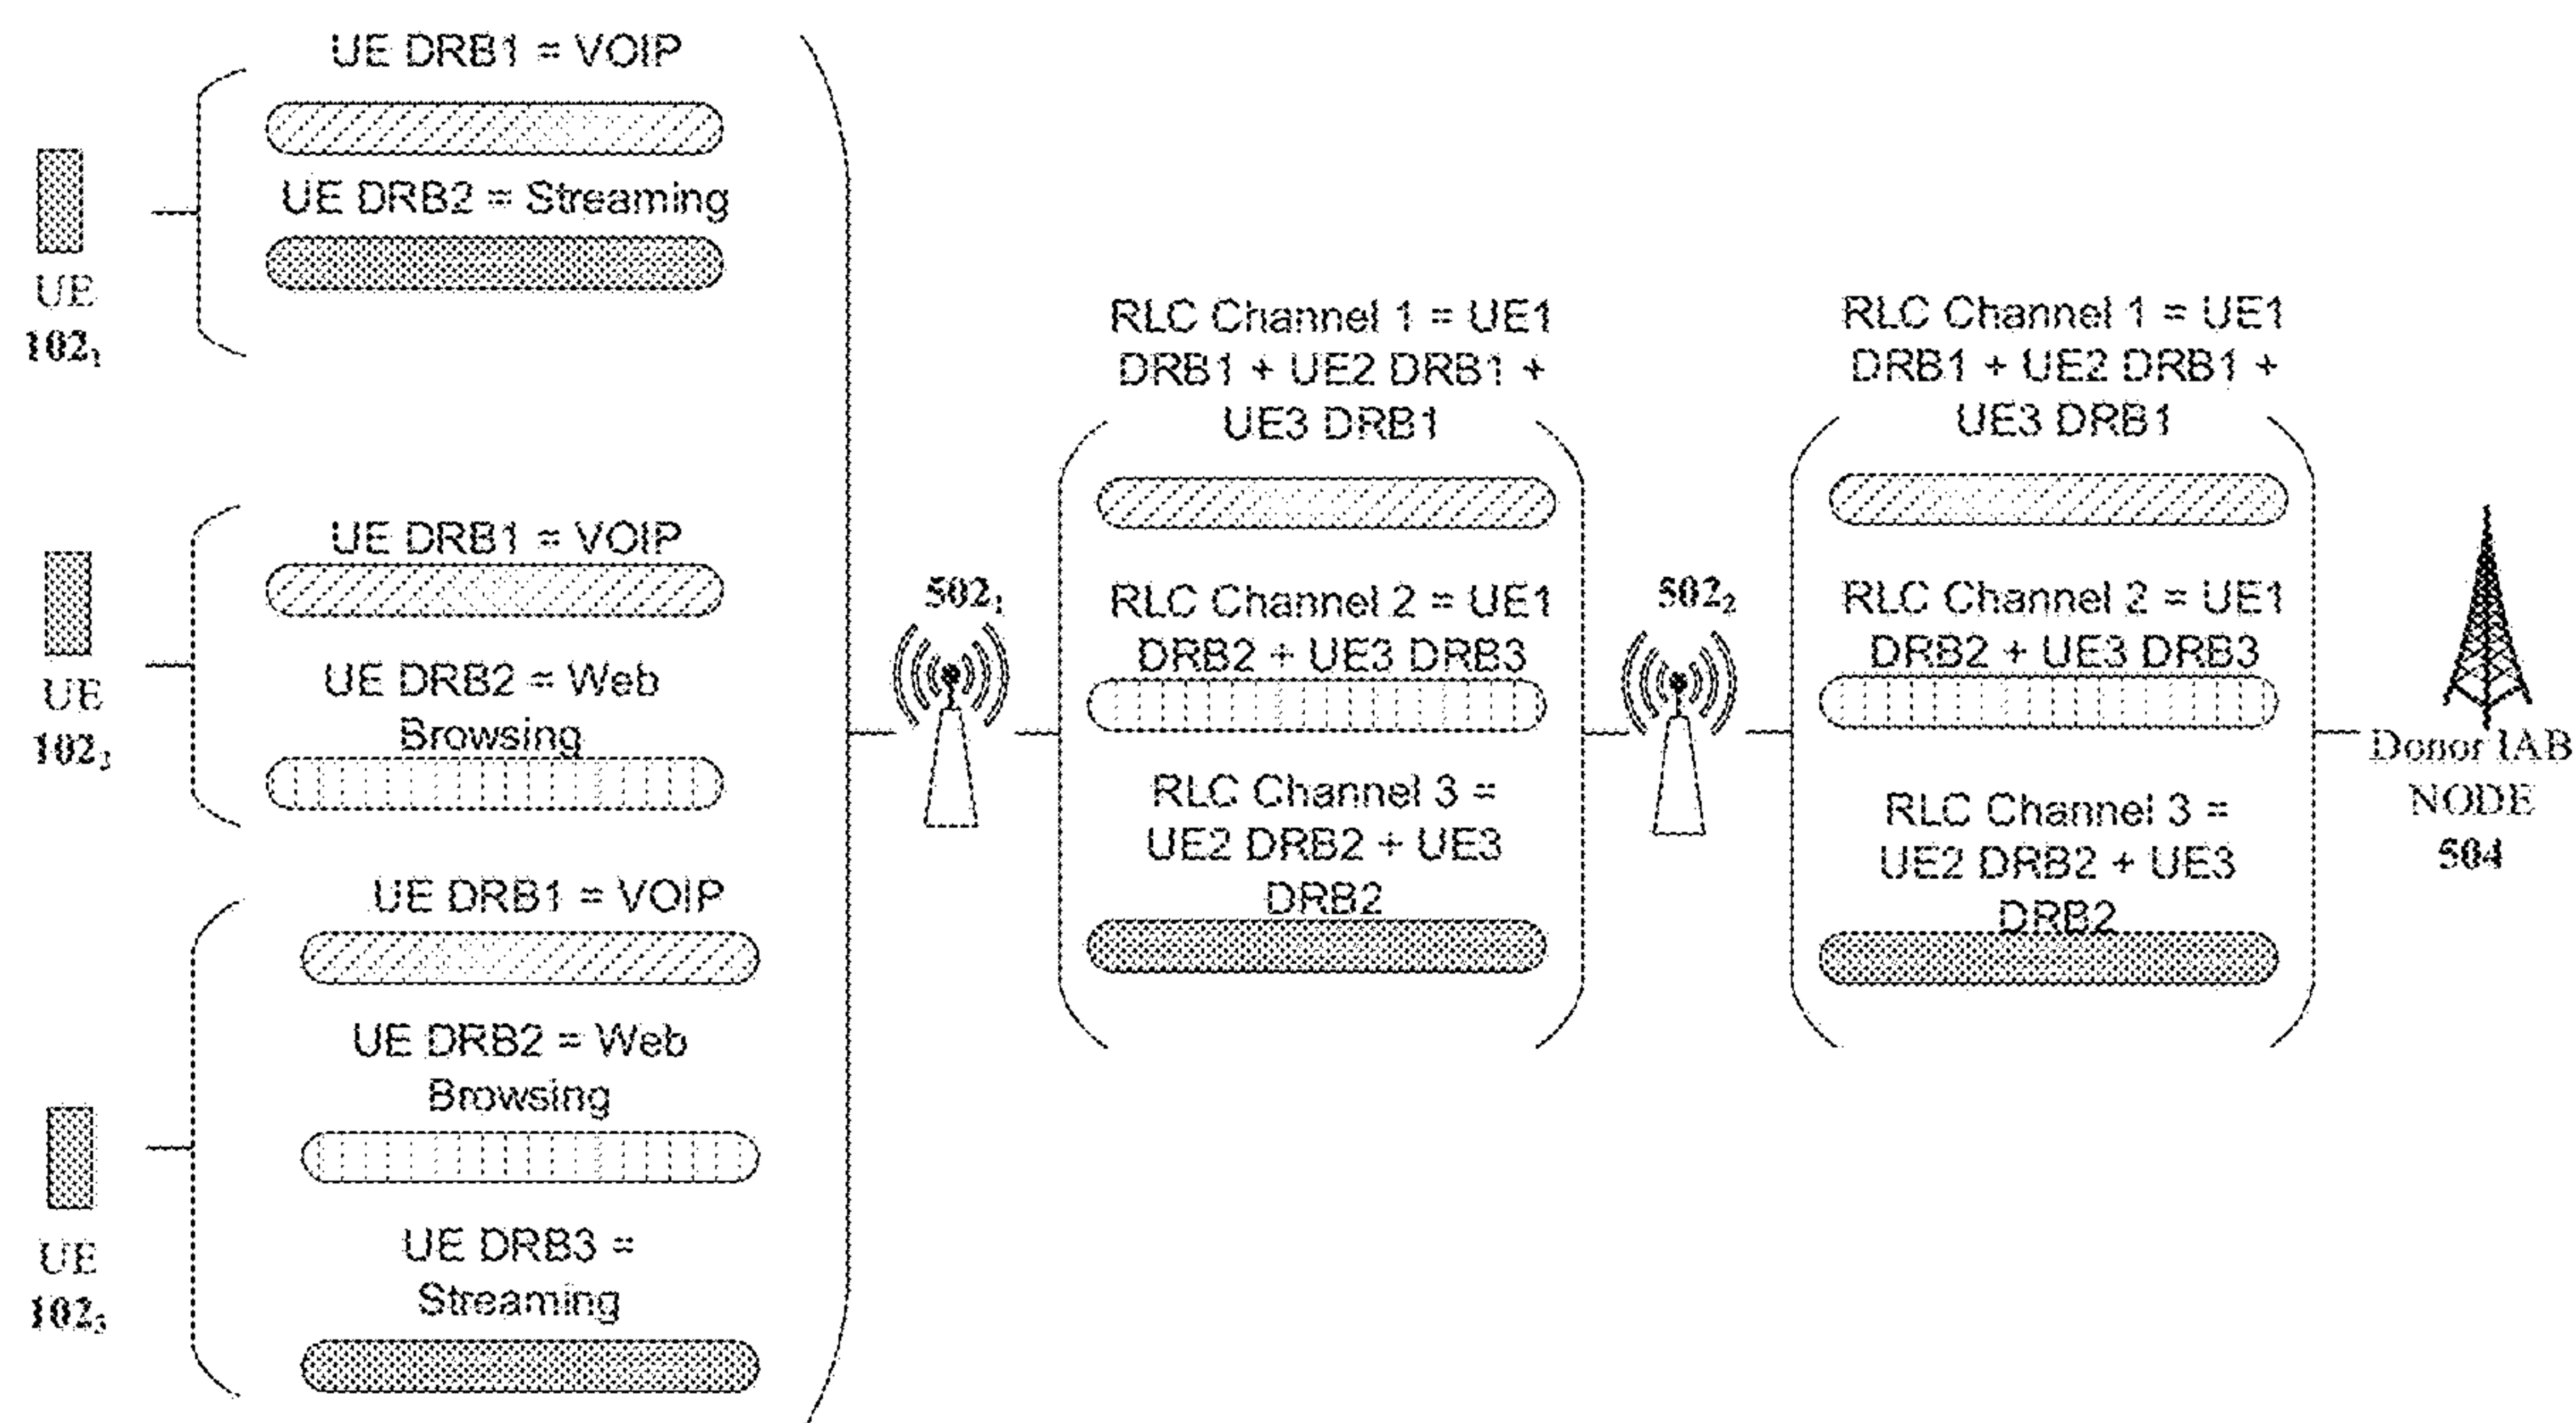 UE DRB1 = VOIP
UE DRB2 = Streaming
UE
102₁
UE DRB1 = VOIP
UE DRB2 = Web
Browsing
UE
102
UE DRB1 = VOIP
UE DRB2 = Web
Browsing
UE DRB3 =
Streaming
UE
102₃
502₁
RLC Channel 1 = UE1
DRB1 + UE2 DRB1 +
UE3 DRB1
RLC Channel 2 = UE1
DRB2 + UE3 DRB3
RLC Channel 3 =
UE2 DRB2 + UE3
DRB2
502₂
RLC Channel 1 = UE1
DRB1 + UE2 DRB1 +
UE3 DRB1
RLC Channel 2 = UE1
DRB2 + UE3 DRB3
RLC Channel 3 =
UE2 DRB2 + UE3
DRB2
Donor IAB
NODE
504